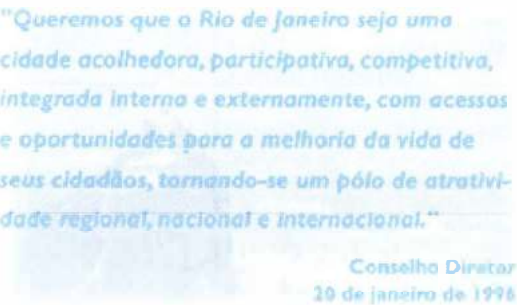 "Queremos que o Rio de Janeiro seja uma
cidade acolhedora, participativa, competitiva,
integrada interna e externamente, com acessos
e oportunidades para a melhoria da vida de
seus cidadãos, tornando-se um pólo de atrativi-
dade regional, nacional e internacional."
Conselho Diretor
20 de janeiro de 1996